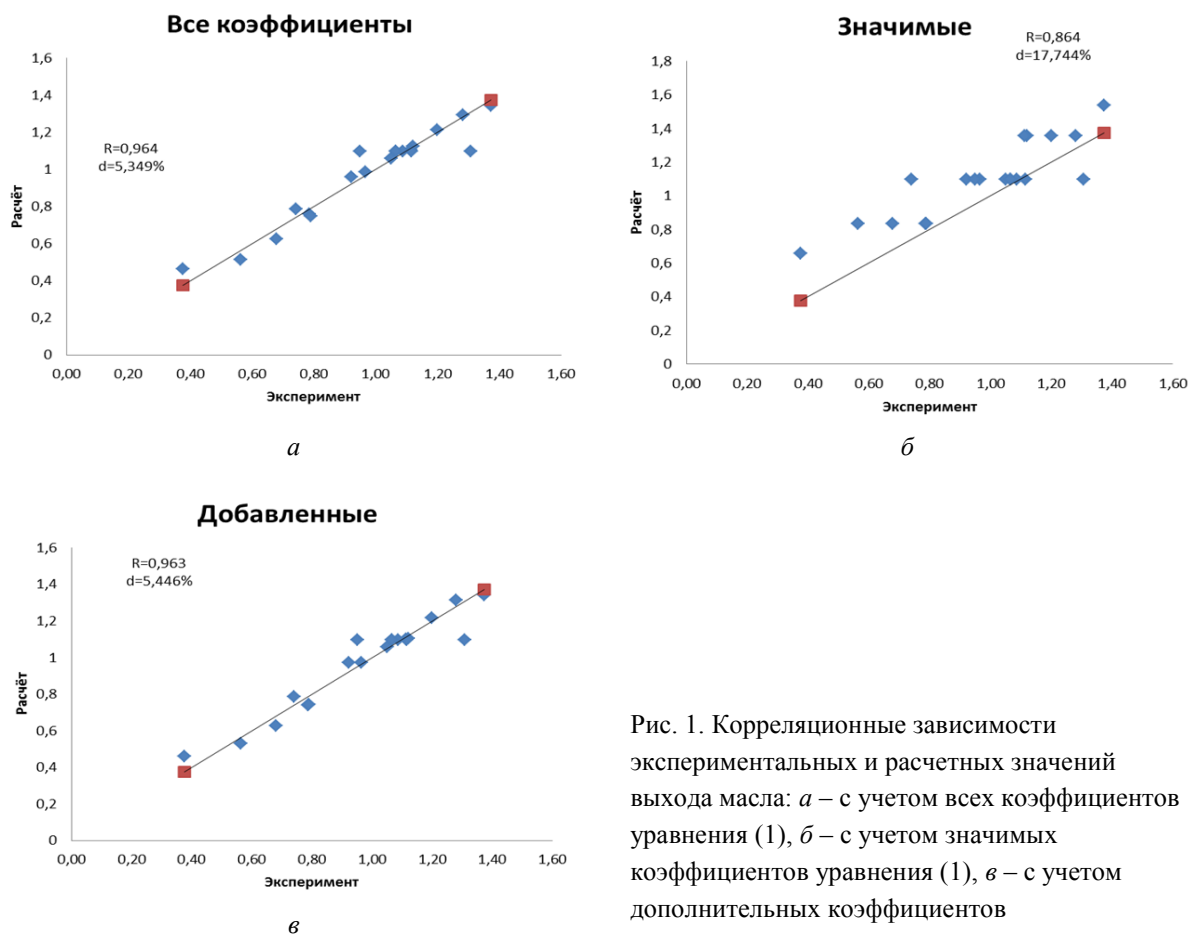 Все коэффициенты
R=0,964
d=5,349%
Расчёт
1,6
1,4
1,2
1
0,8
0,6
0,4
0,2
0
0,00 0,20 0,40 0,60 0,80 1,00 1,20 1,40 1,60
Эксперимент
а
Значимые
R=0,864
d=17,744%
Расчёт
1,8
1,6
1,4
1,2
1
0,8
0,6
0,4
0,2
0
0,00 0,20 0,40 0,60 0,80 1,00 1,20 1,40 1,60
Эксперимент
б
Добавленные
R=0,963
d=5,446%
Расчёт
1,6
1,4
1,2
1
0,8
0,6
0,4
0,2
0
0,00 0,20 0,40 0,60 0,80 1,00 1,20 1,40 1,60
Эксперимент
в
Рис. 1. Корреляционные зависимости
экспериментальных и расчетных значений
выхода масла: а – с учетом всех коэффициентов
уравнения (1), б – с учетом значимых
коэффициентов уравнения (1), в – с учетом
дополнительных коэффициентов